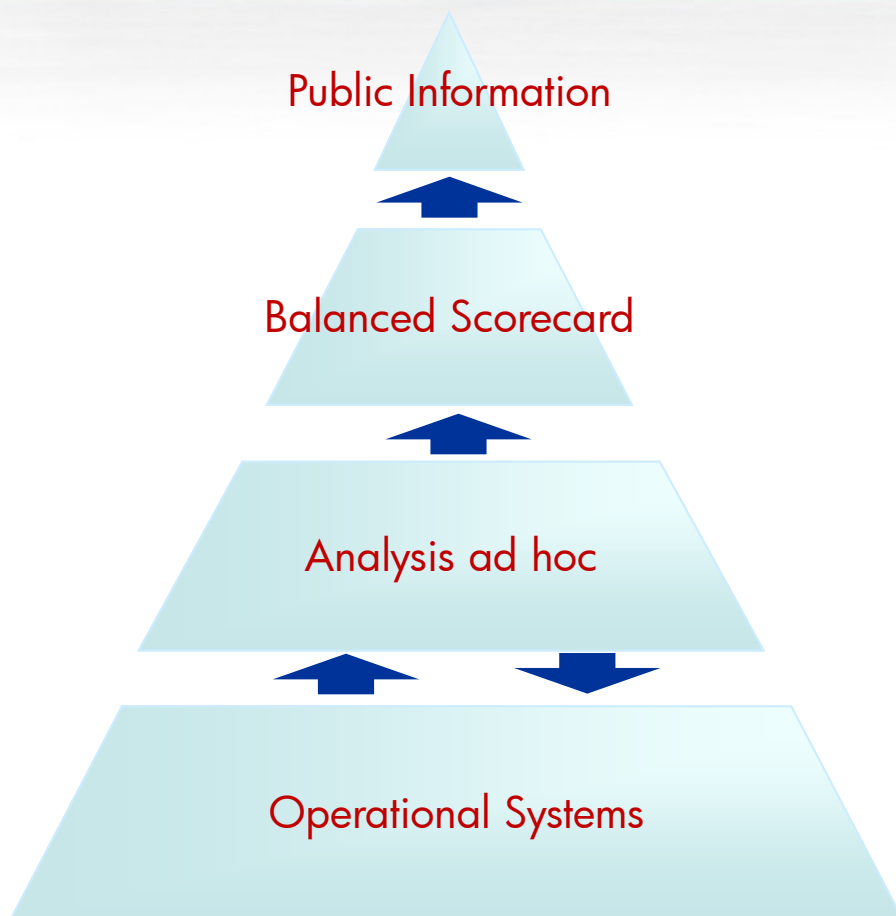 Public Information
Balanced Scorecard
Analysis ad hoc
Operational Systems